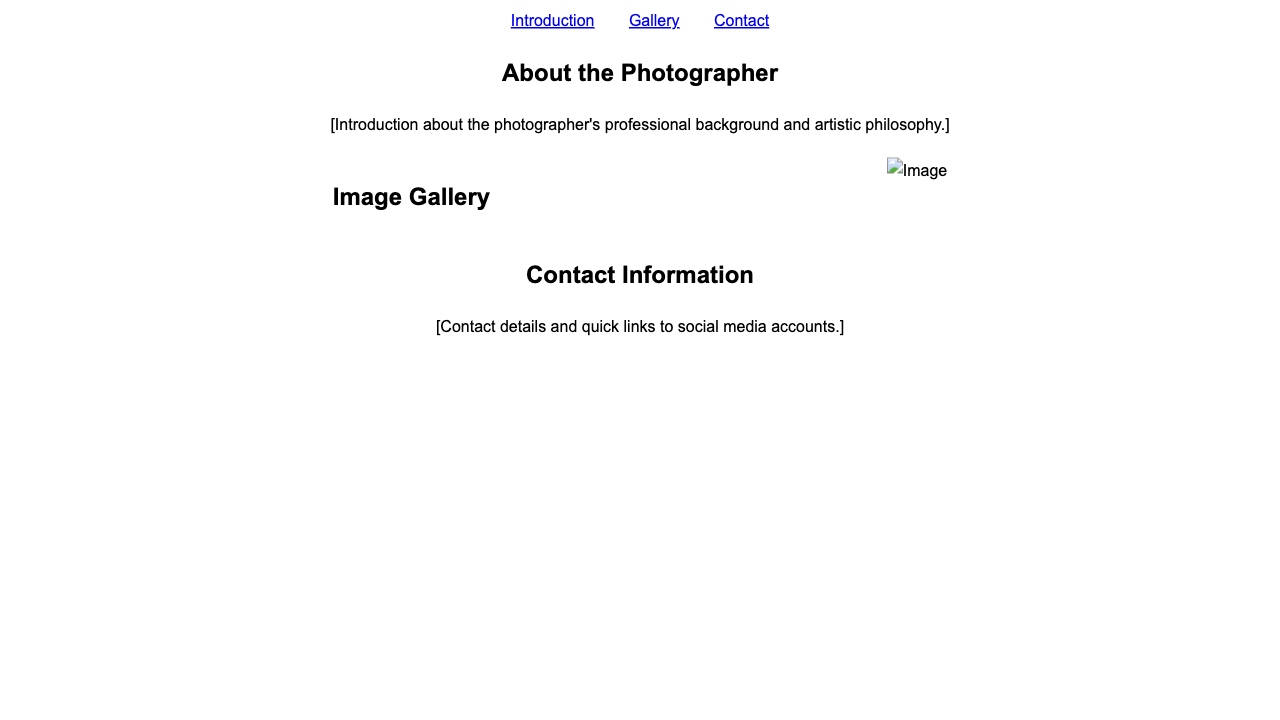 Introduction Gallery Contact
About the Photographer
[Introduction about the photographer's professional background and artistic philosophy.]
Image
Image Gallery
Contact Information
[Contact details and quick links to social media accounts.]